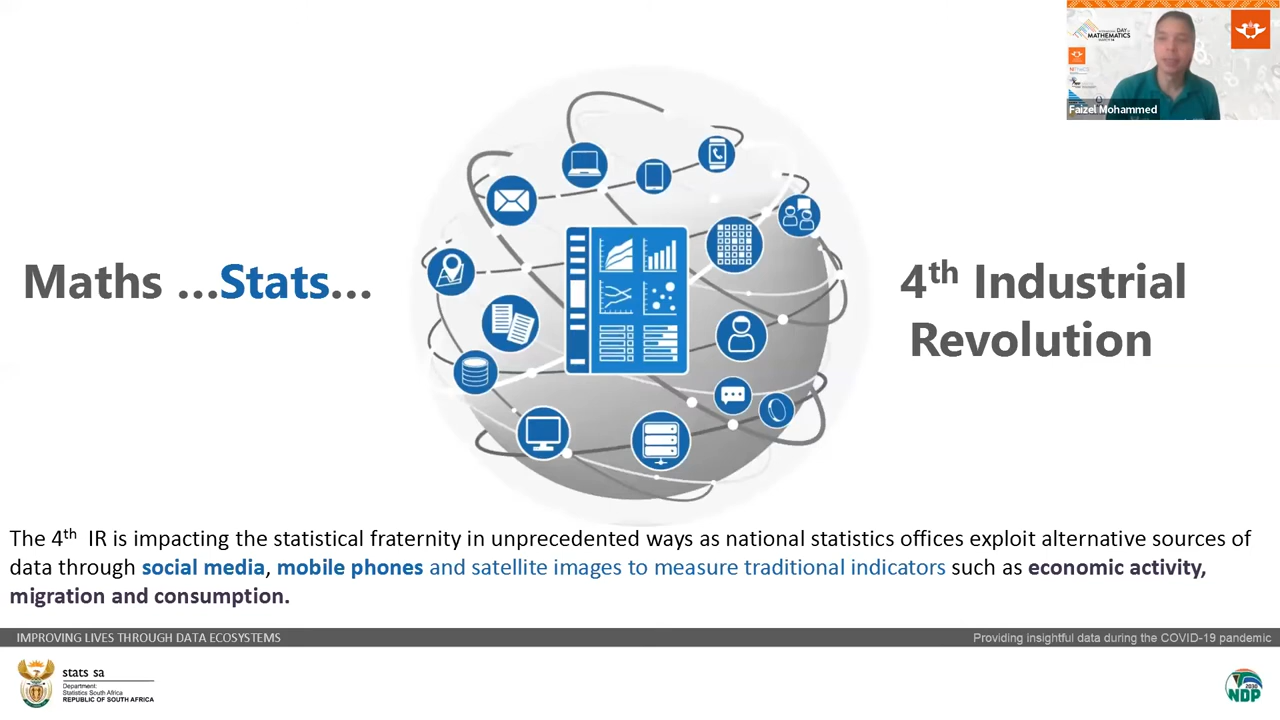 DAY
MATHEMATICS
Faizel Mohammed
Maths ...Stats...
4th Industrial
Revolution
The 4th IR is impacting the statistical fraternity in unprecedented ways as national statistics offices exploit alternative sources of
data through social media, mobile phones and satellite images to measure traditional indicators such as economic activity,
migration and consumption.
IMPROVING LIVES THROUGH DATA ECOSYSTEMS
Providing insightful data during the COVID-19 pandemic
stats sa
Department:
Statistics South Africa
REPUBLIC OF SOUTH AFRICA
2030
NDP